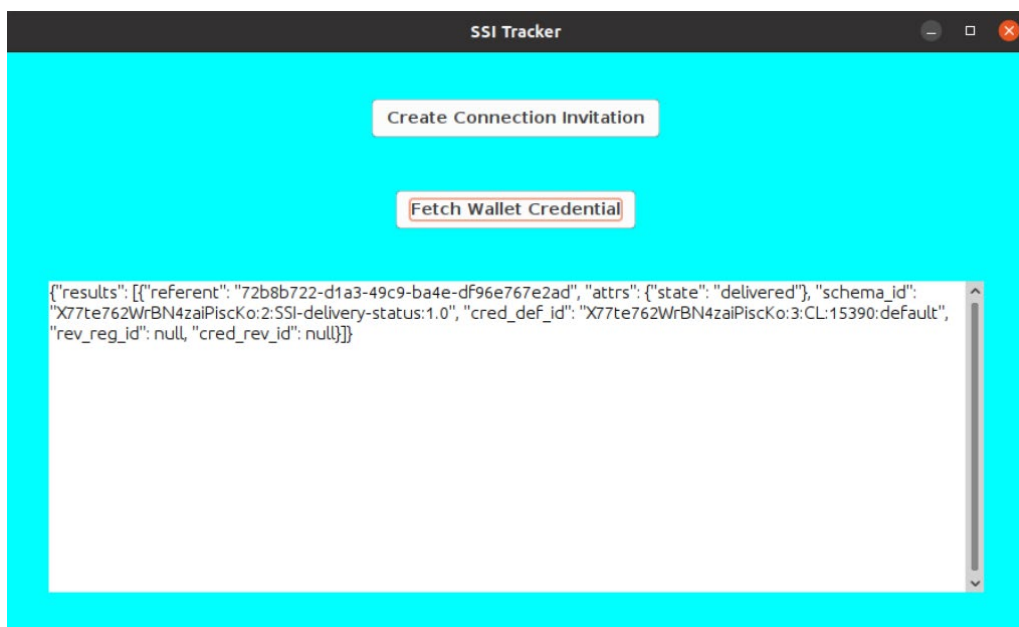 SSI Tracker
Create Connection Invitation
Fetch Wallet Credential
{"results": [{"referent": "72b8b722-d1a3-49c9-ba4e-df96e767e2ad", "attrs": {"state": "delivered"}, "schema_id":
"X77te762WrBN4zaiPiscKo:2:SSI-delivery-status:1.0", "cred_def_id": "X77te762WrBN4zaiPiscKo:3:CL:15390:default",
"rev_reg_id": null, "cred_rev_id": null}]}